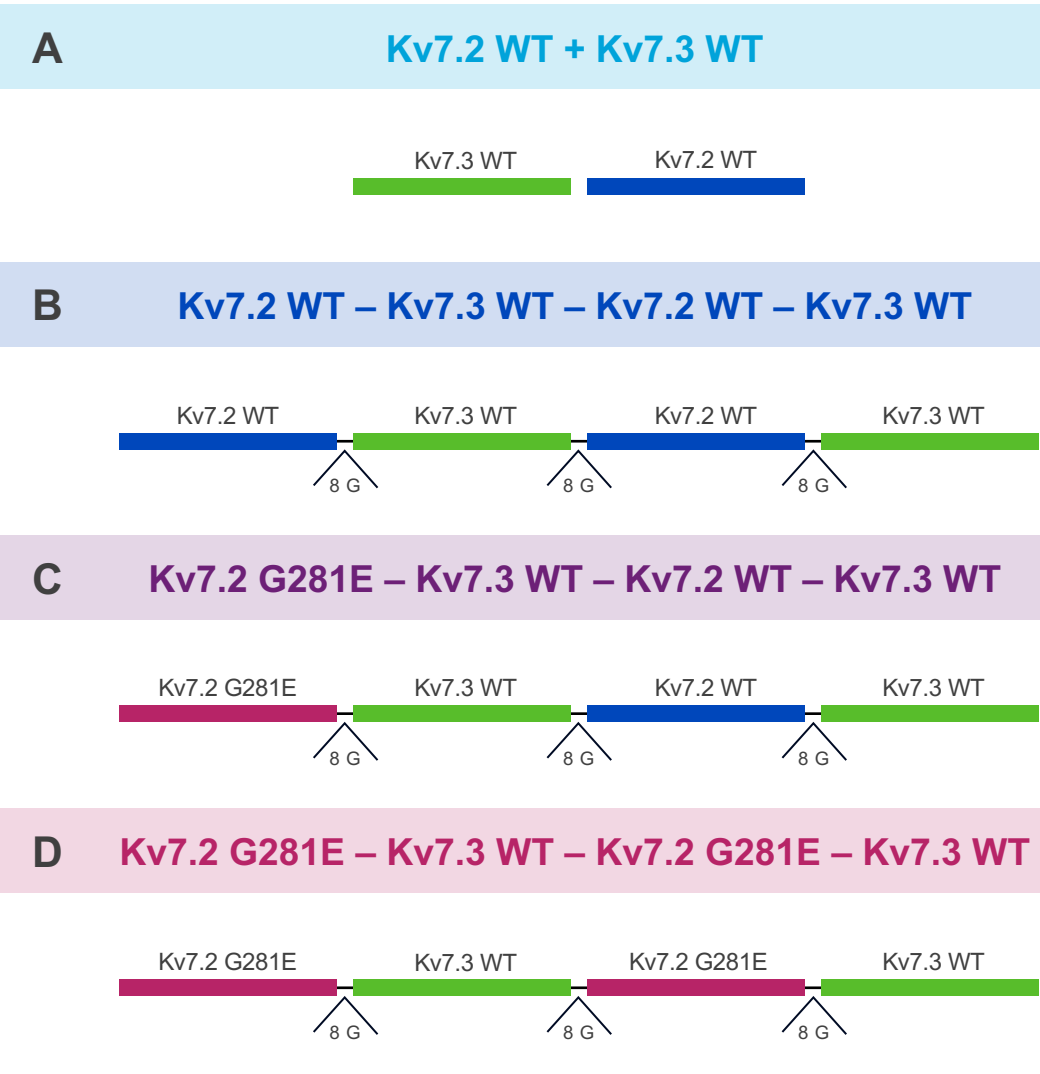 A Kv7.2 WT + Kv7.3 WT
Kv7.3 WT Kv7.2 WT
B Kv7.2 WT – Kv7.3 WT – Kv7.2 WT – Kv7.3 WT
Kv7.2 WT Kv7.3 WT Kv7.2 WT Kv7.3 WT
8 G 8 G 8 G
C Kv7.2 G281E – Kv7.3 WT – Kv7.2 WT – Kv7.3 WT
Kv7.2 G281E Kv7.3 WT Kv7.2 WT Kv7.3 WT
8 G 8 G 8 G
D Kv7.2 G281E – Kv7.3 WT – Kv7.2 G281E – Kv7.3 WT
Kv7.2 G281E Kv7.3 WT Kv7.2 G281E Kv7.3 WT
8 G 8 G 8 G